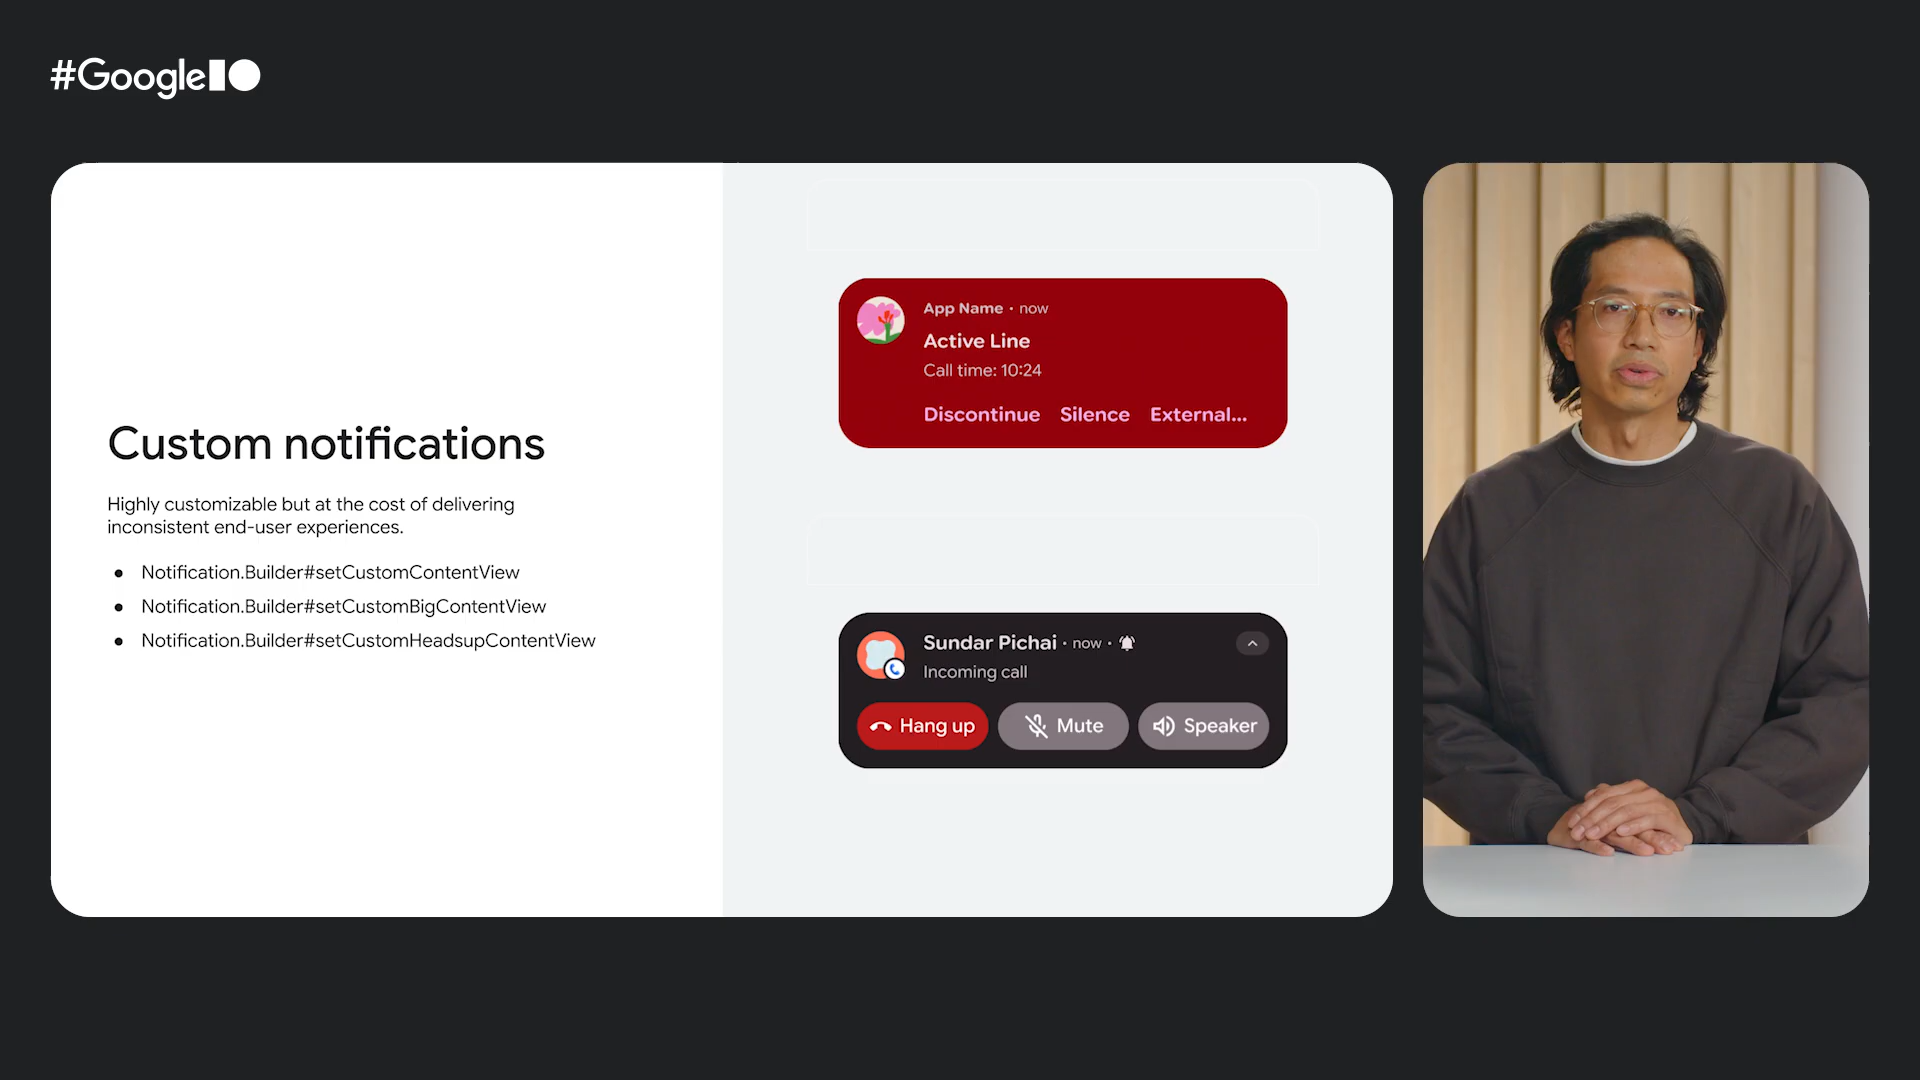 #GoogleIO
Custom notifications
Highly customizable but at the cost of delivering
inconsistent end-user experiences.
• Notification.Builder#setCustomContentView
• Notification.Builder#setCustomBigContentView
• Notification.Builder#setCustomHeadsupContentView
App Name · now
Active Line
Call time: 10:24
Discontinue Silence External...
Sundar Pichai · now ·
Incoming call
Hang up Mute Speaker